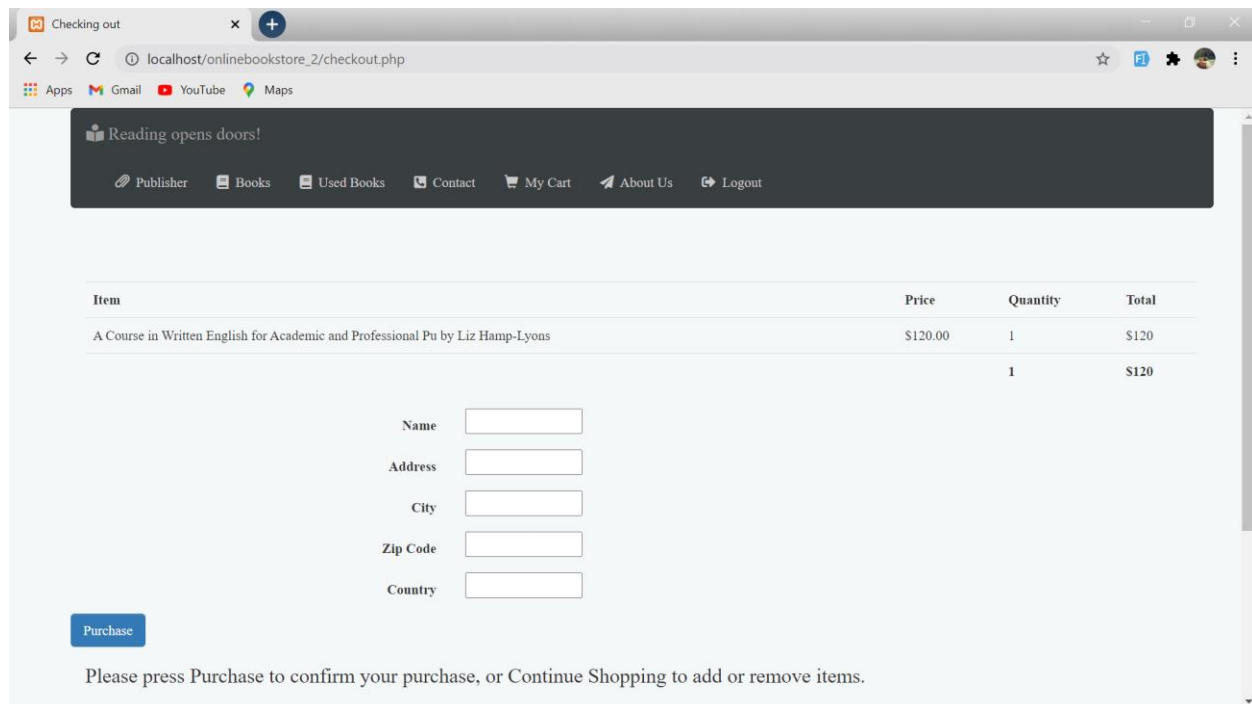 Checking out
localhost/onlinebookstore_2/checkout.php
Apps Gmail YouTube Maps
Reading opens doors!
Publisher Books Used Books Contact My Cart About Us Logout
Item Price Quantity Total
A Course in Written English for Academic and Professional Pu by Liz Hamp-Lyons $120.00 1 $120
1 $120
Name
Address
City
Zip Code
Country
Purchase
Please press Purchase to confirm your purchase, or Continue Shopping to add or remove items.